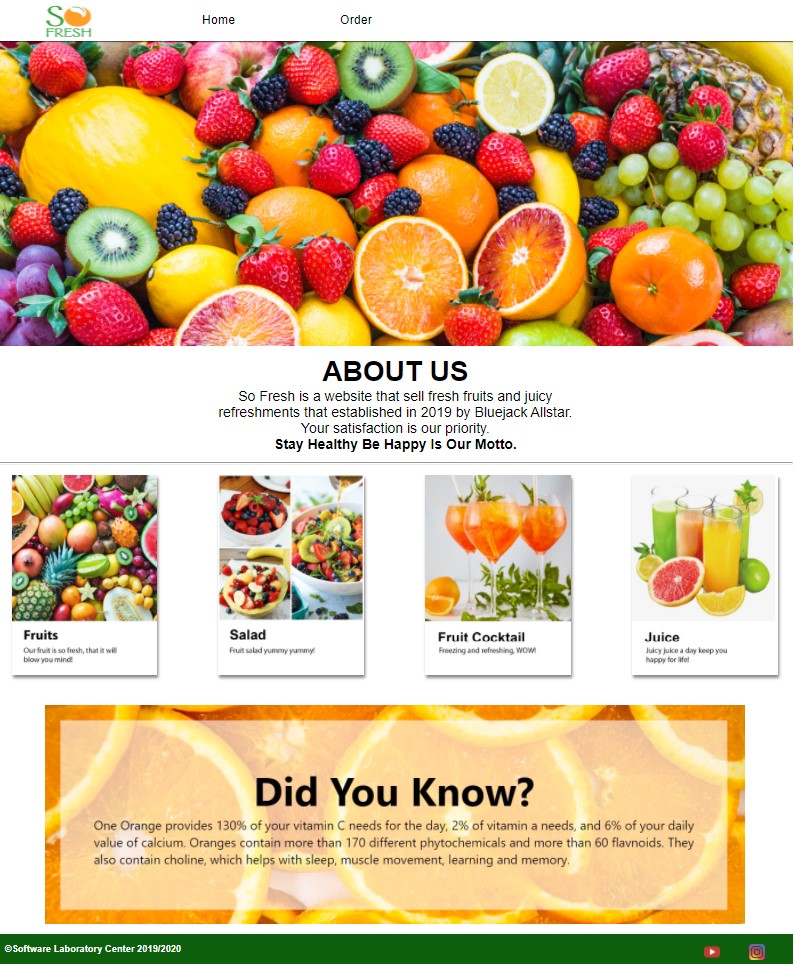 SO
FRESH
Home Order
ABOUT US
So Fresh is a website that sell fresh fruits and juicy
refreshments that established in 2019 by Bluejack Allstar.
Your satisfaction is our priority.
Stay Healthy Be Happy Is Our Motto.
Fruits
Our fruit is so fresh, that it will
blow you mind!
Salad
Fruit salad yummy yummy!
Fruit Cocktail
Freezing and refreshing, WOW!
Juice
Juicy juice a day keep you
happy for life!
Did You Know?
One Orange provides 130% of your vitamin C needs for the day, 2% of vitamin a needs, and 6% of your daily
value of calcium. Oranges contain more than 170 different phytochemicals and more than 60 flavnoids. They
also contain choline, which helps with sleep, muscle movement, learning and memory.
©Software Laboratory Center 2019/2020